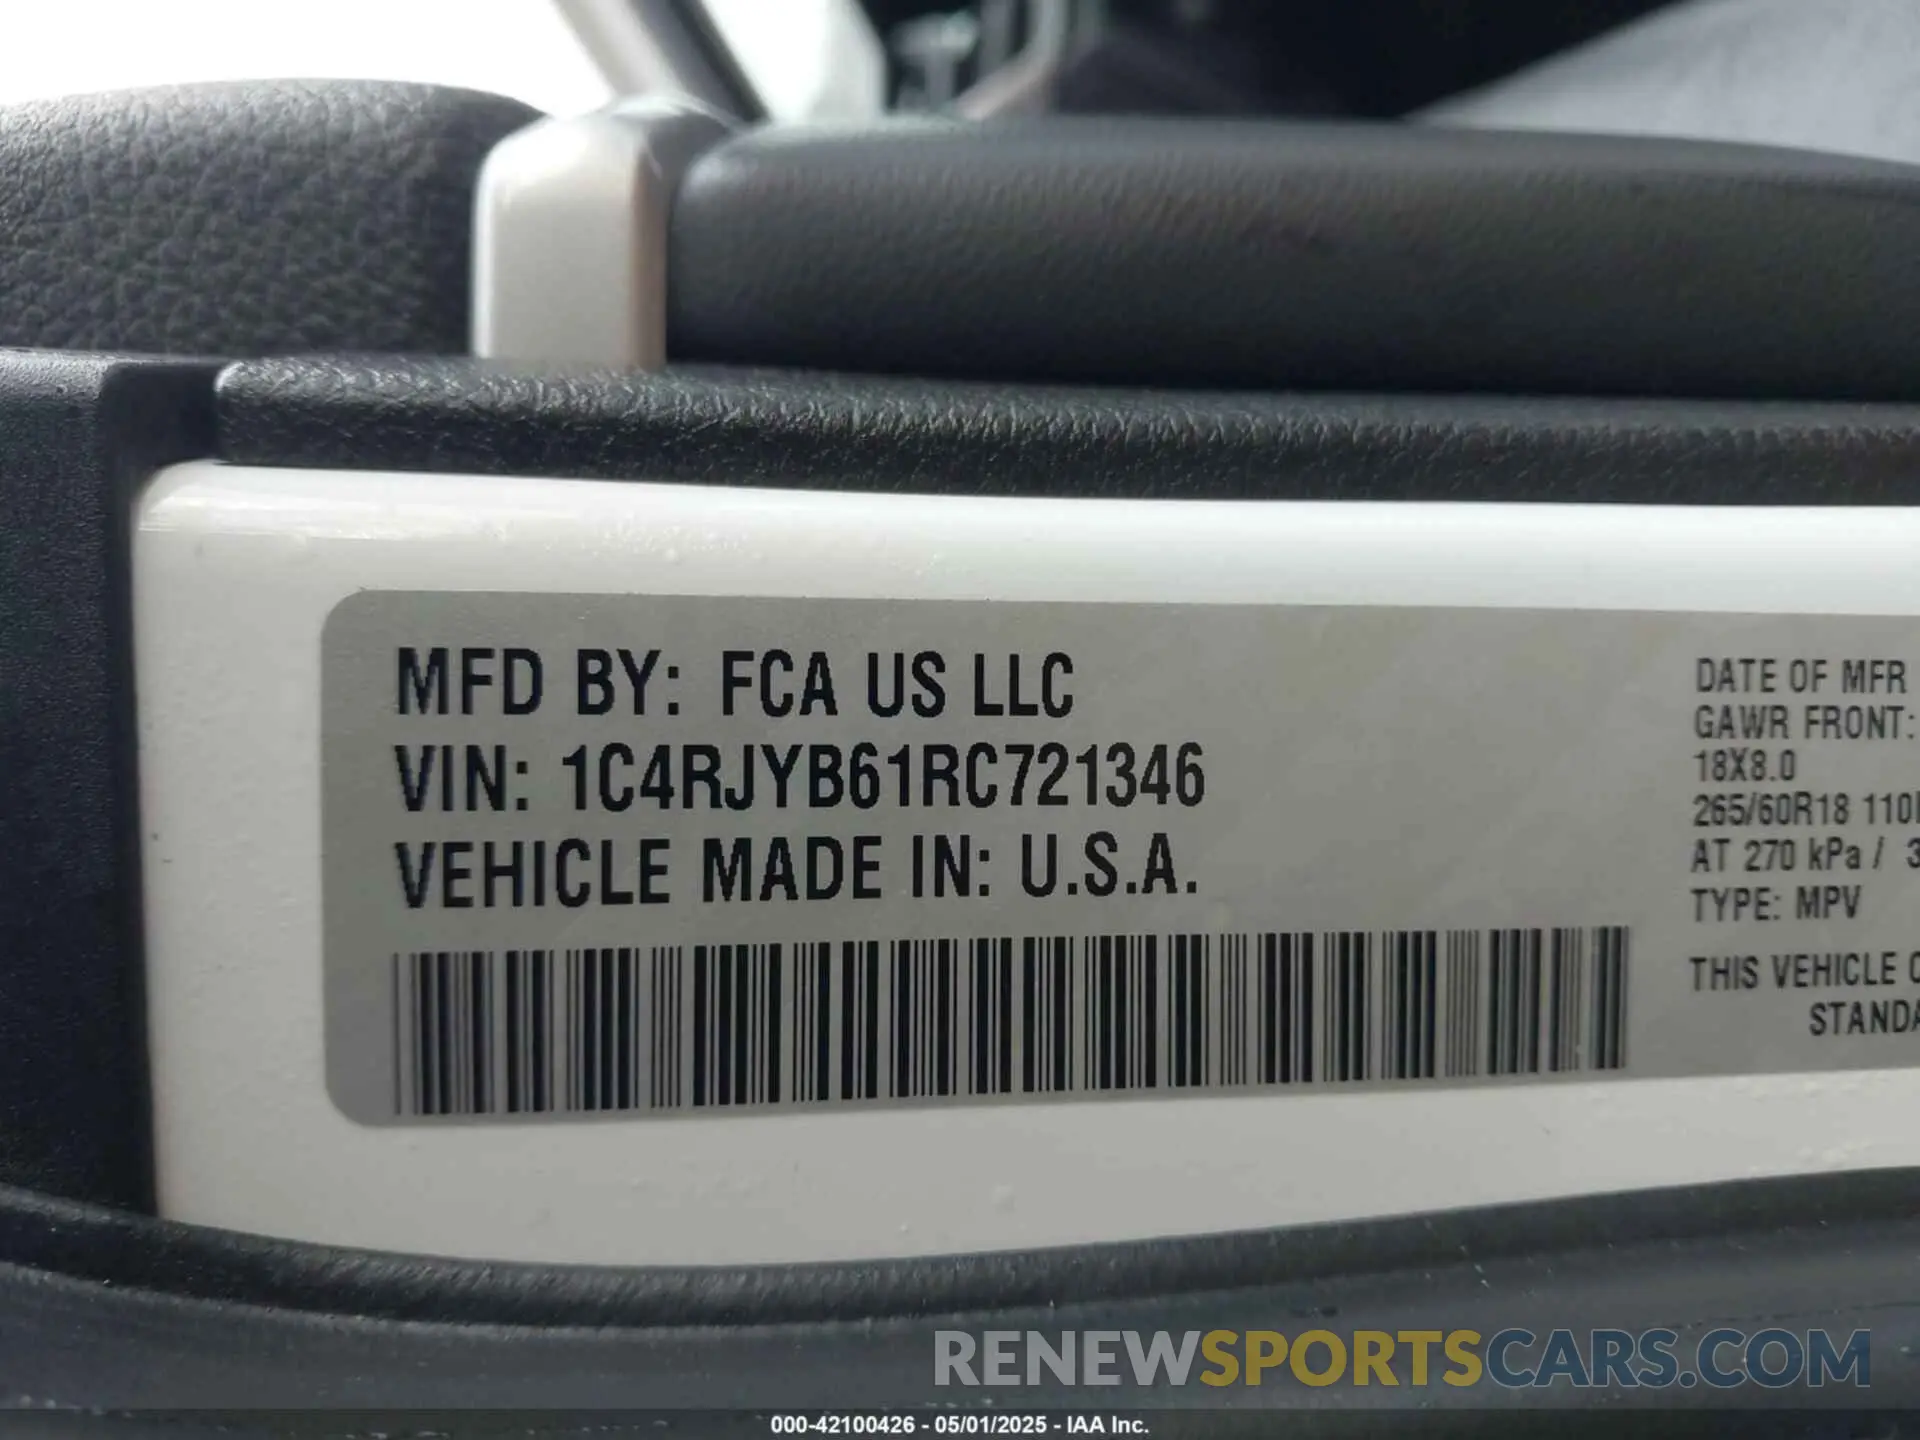 MFD BY: FCA US LLC
VIN: 1C4RJYB61RC721346
VEHICLE MADE IN: U.S.A.
DATE OF MFR
GAWR FRONT:
18X8.0
265/60R18 110
AT 270 kPa /
TYPE: MPV
THIS VEHICLE
RENEWSPORTSCARS.COM
000-42100426 - 05/01/2025 - IAA Inc.